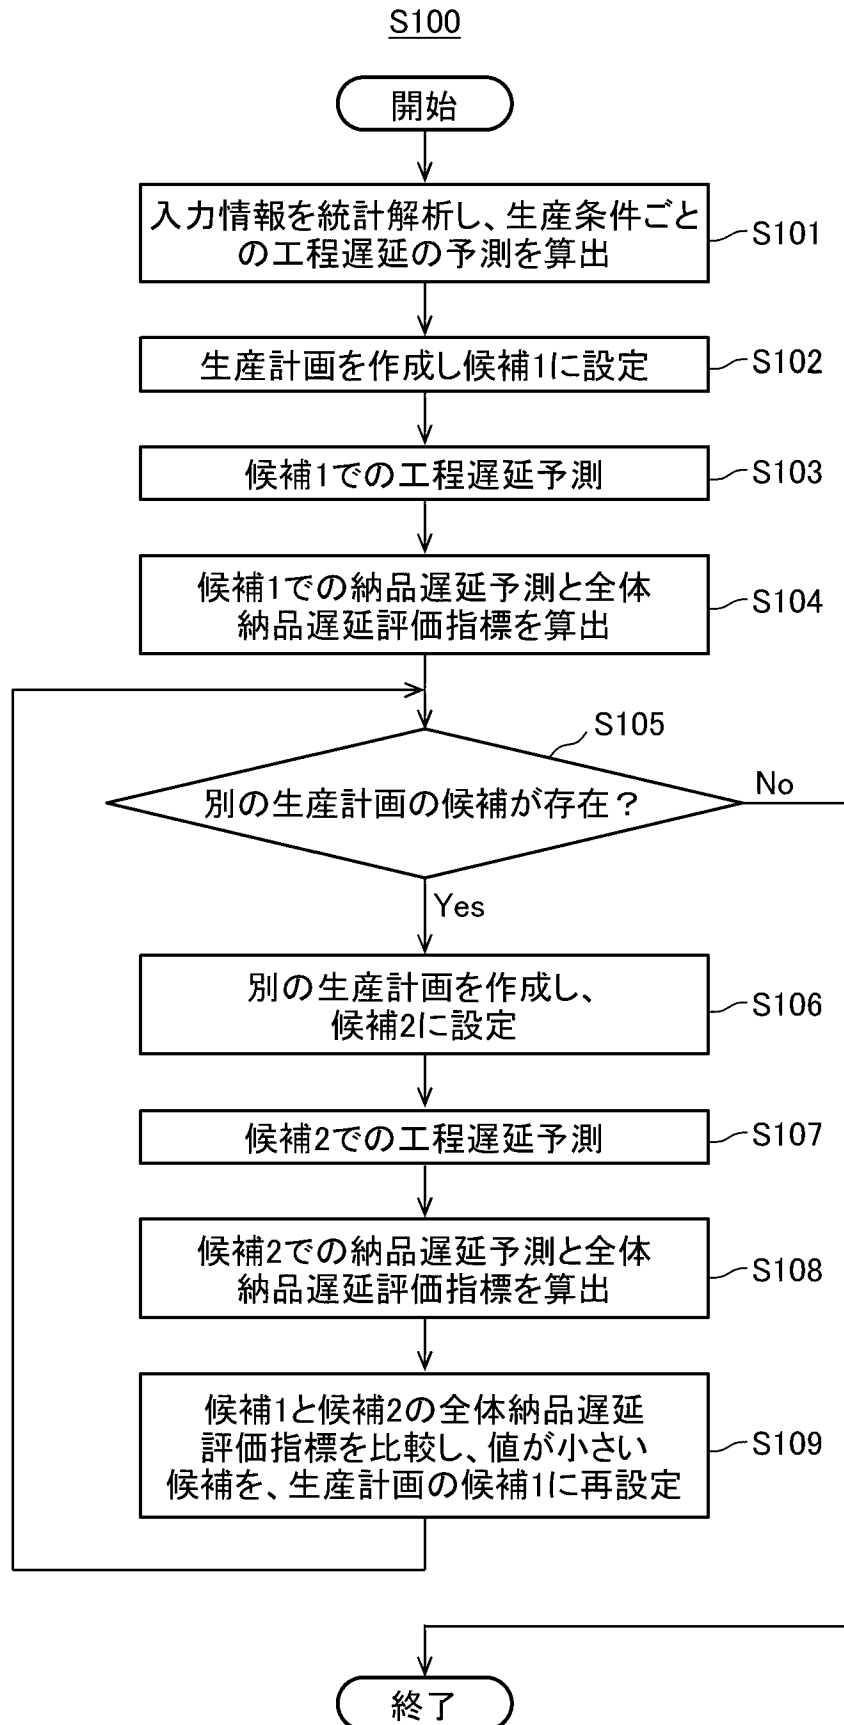 S100
開始
入力情報を統計解析し、生産条件ごと
の工程遅延の予測を算出
S101
生産計画を作成し候補1に設定
S102
候補1での工程遅延予測
S103
候補1での納品遅延予測と全体
納品遅延評価指標を算出
S104
S105
別の生産計画の候補が存在？
No
Yes
別の生産計画を作成し、
候補2に設定
S106
候補2での工程遅延予測
S107
候補2での納品遅延予測と全体
納品遅延評価指標を算出
S108
候補1と候補2の全体納品遅延
評価指標を比較し、値が小さい
候補を、生産計画の候補1に再設定
S109
終了